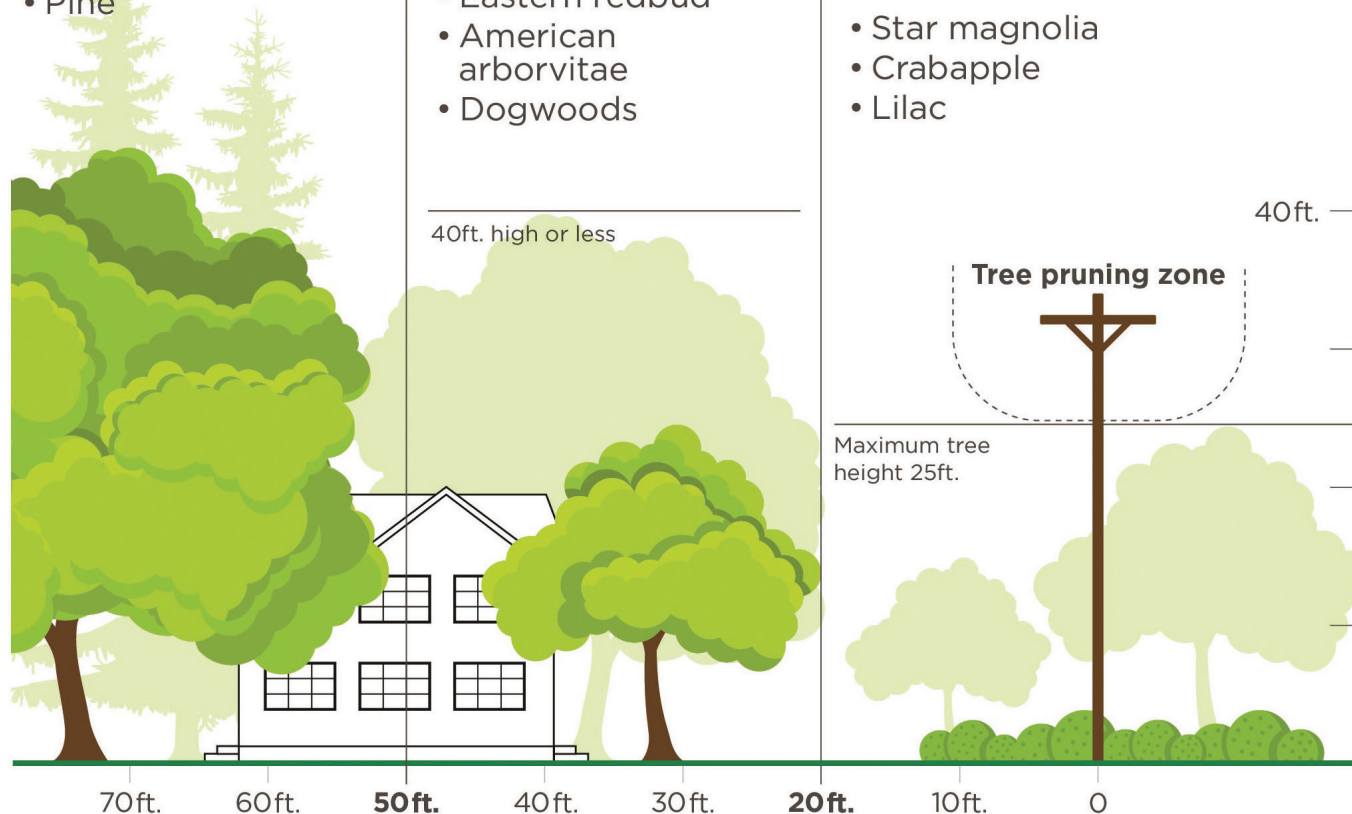 • Pine
• Eastern redbud
• American
arborvitae
• Dogwoods
• Star magnolia
• Crabapple
• Lilac
40ft. high or less
40ft.
Tree pruning zone
Maximum tree
height 25ft.
70ft. 60ft. 50ft. 40ft. 30ft. 20ft. 10ft. 0